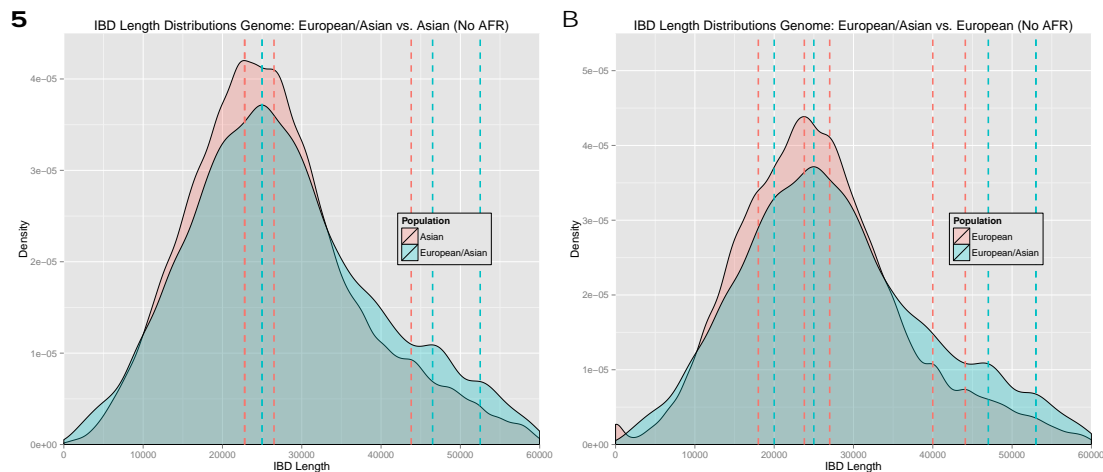 5
IBD Length Distributions Genome: European/Asian vs. Asian (No AFR)
Density
4e−05
3e−05
2e−05
1e−05
0e+00
0 10000 20000 30000 40000 50000 60000
IBD Length
Population
Asian
European/Asian
B
IBD Length Distributions Genome: European/Asian vs. European (No AFR)
Density
5e−05
4e−05
3e−05
2e−05
1e−05
0e+00
0 10000 20000 30000 40000 50000 60000
IBD Length
Population
European
European/Asian